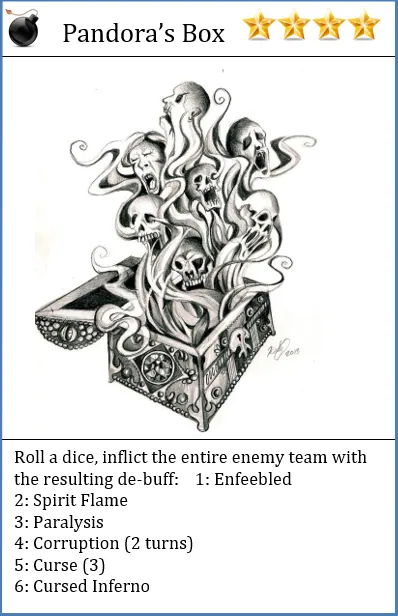 Pandora’s Box
Roll a dice, inflict the entire enemy team with
the resulting de-buff:    1: Enfeebled
2: Spirit Flame
3: Paralysis
4: Corruption (2 turns)
5: Curse (3)
6: Cursed Inferno